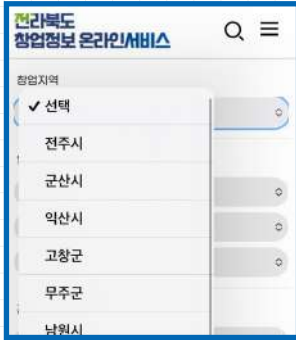 전라북도
창업정보 온라인서비스
창업지역
✓ 선택
전주시
군산시
익산시
고창군
무주군
남원시